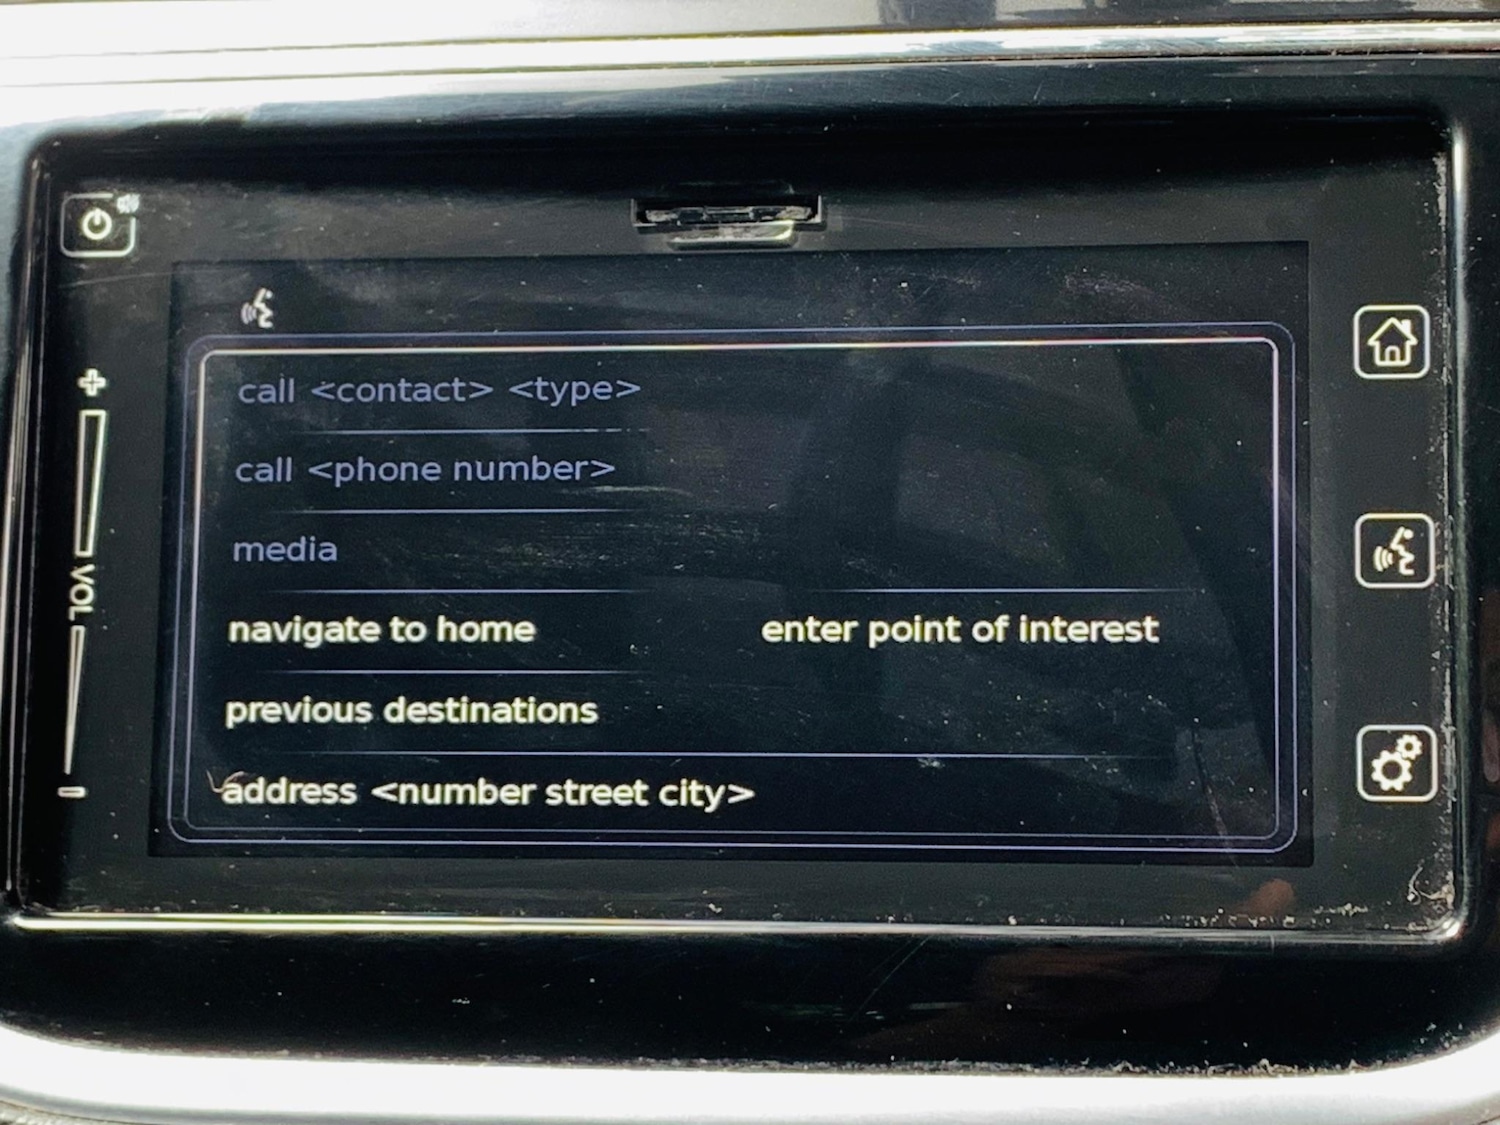 call <contact> <type>
call <phone number>
media
navigate to home
enter point of interest
previous destinations
address <number street city>
VOL